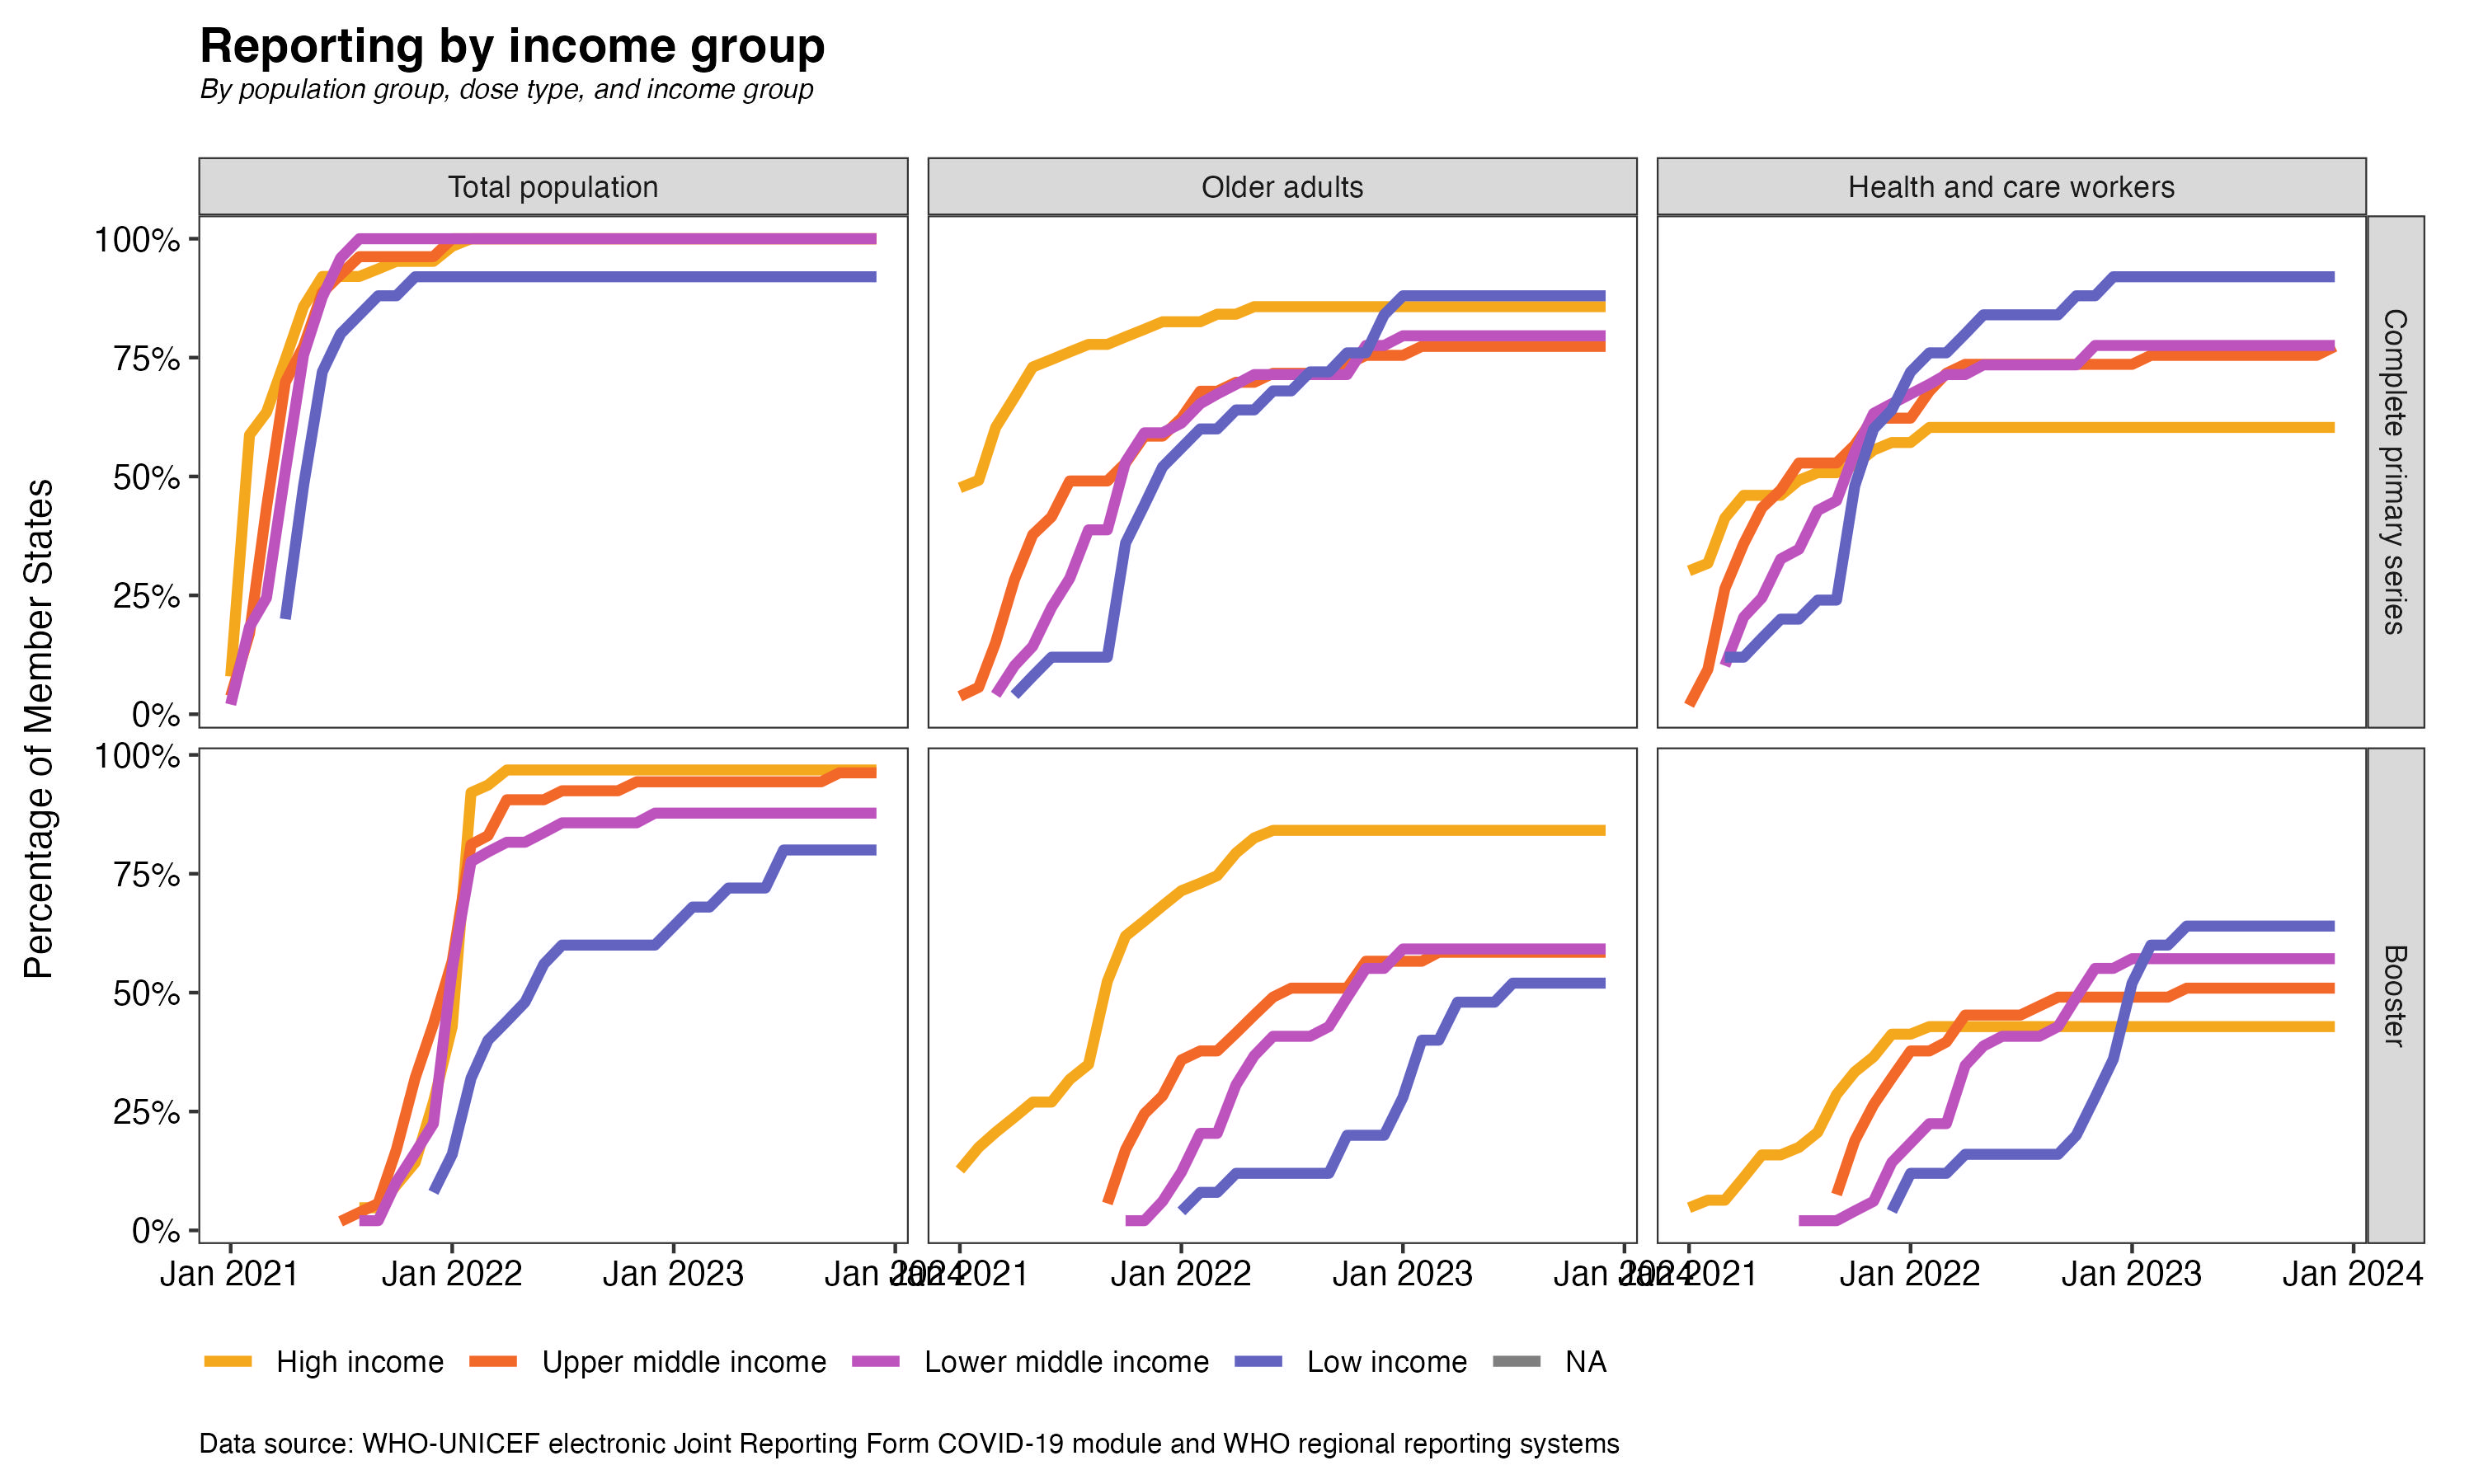 Reporting by income group
By population group, dose type, and income group
Total population
Older adults
Health and care workers
Percentage of Member States
100%
75%
50%
25%
0%
Complete primary series
100%
75%
50%
25%
0%
Booster
Jan 2021
Jan 2022
Jan 2023
Jan 2024
Jan 2021
Jan 2022
Jan 2023
Jan 2024
Jan 2021
Jan 2022
Jan 2023
Jan 2024
High income
Upper middle income
Lower middle income
Low income
NA
Data source: WHO-UNICEF electronic Joint Reporting Form COVID-19 module and WHO regional reporting systems